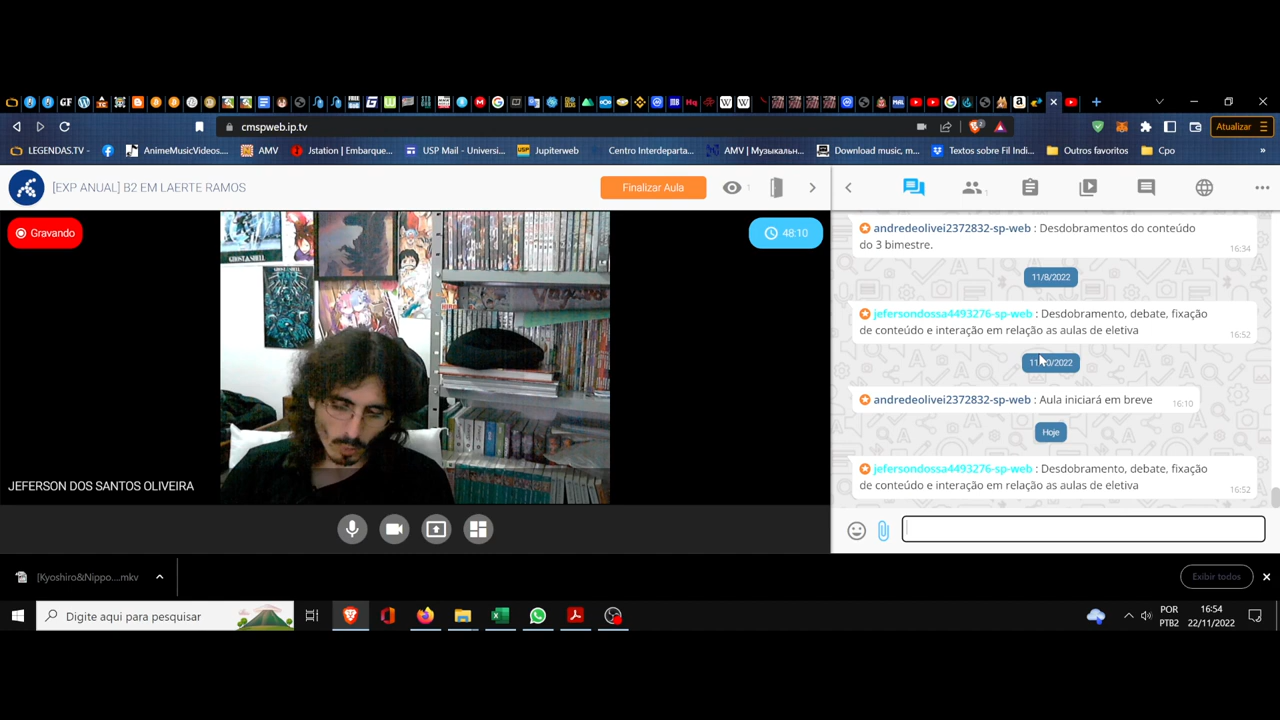 cmspweb.ip.tv
Atualizar
LEGENDAS.TV -
AnimeMusicVideos....
AMV
Jstation | Embarque...
USP Mail - Universi...
Jupiterweb
Centro Interdeparta...
AMV | Музыкальн...
Download music, m...
Textos sobre Fil Indi...
Outros favoritos
Cpo
»
[EXP ANUAL] B2 EM LAERTE RAMOS
Finalizar Aula
1
1
Gravando
48:10
JEFERSON DOS SANTOS OLIVEIRA
andredeolivei2372832-sp-web : Desdobramentos do conteúdo
do 3 bimestre.
16:34
11/8/2022
jefersondossa4493276-sp-web : Desdobramento, debate, fixação
de conteúdo e interação em relação as aulas de eletiva
16:52
11/10/2022
andredeolivei2372832-sp-web : Aula iniciará em breve
16:10
Hoje
jefersondossa4493276-sp-web : Desdobramento, debate, fixação
de conteúdo e interação em relação as aulas de eletiva
16:52
[Kyoshiro&Nippo....mkv
Exibir todos
Digite aqui para pesquisar
POR
PTB2
16:54
22/11/2022